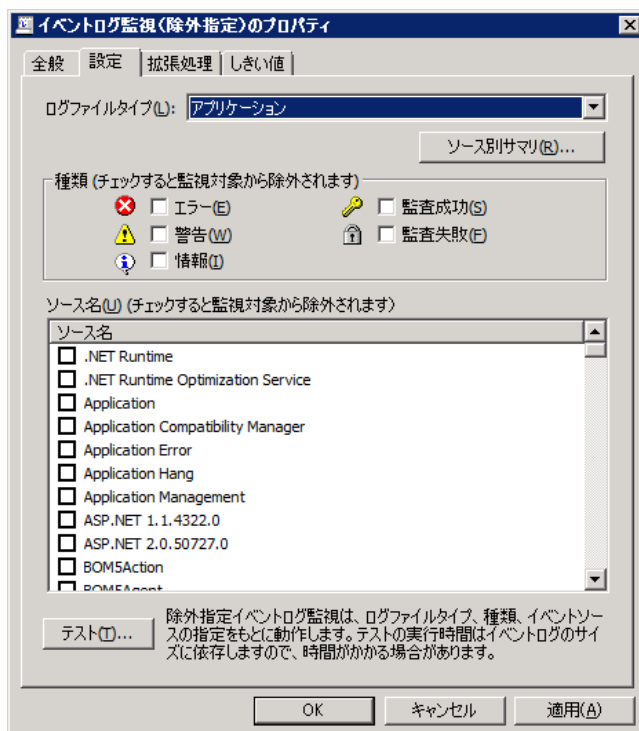 イベントログ監視(除外指定)のプロパティ
全般 設定 拡張処理 しきい値
ログファイルタイプ(L): アプリケーション
ソース別サマリ(R)...
種類 (チェックすると監視対象から除外されます)
エラー(E) 監査成功(S)
警告(W) 監査失敗(F)
情報(I)
ソース名(U) (チェックすると監視対象から除外されます)
ソース名
.NET Runtime
.NET Runtime Optimization Service
Application
Application Compatibility Manager
Application Error
Application Hang
Application Management
ASP.NET 1.1.4322.0
ASP.NET 2.0.50727.0
BOM5Action
BOM5Agent
テスト(T)...
除外指定イベントログ監視は、ログファイルタイプ、種類、イベントソー
スの指定をもとに動作します。テストの実行時間はイベントログのサイ
ズに依存しますので、時間がかかる場合があります。
OK キャンセル 適用(A)